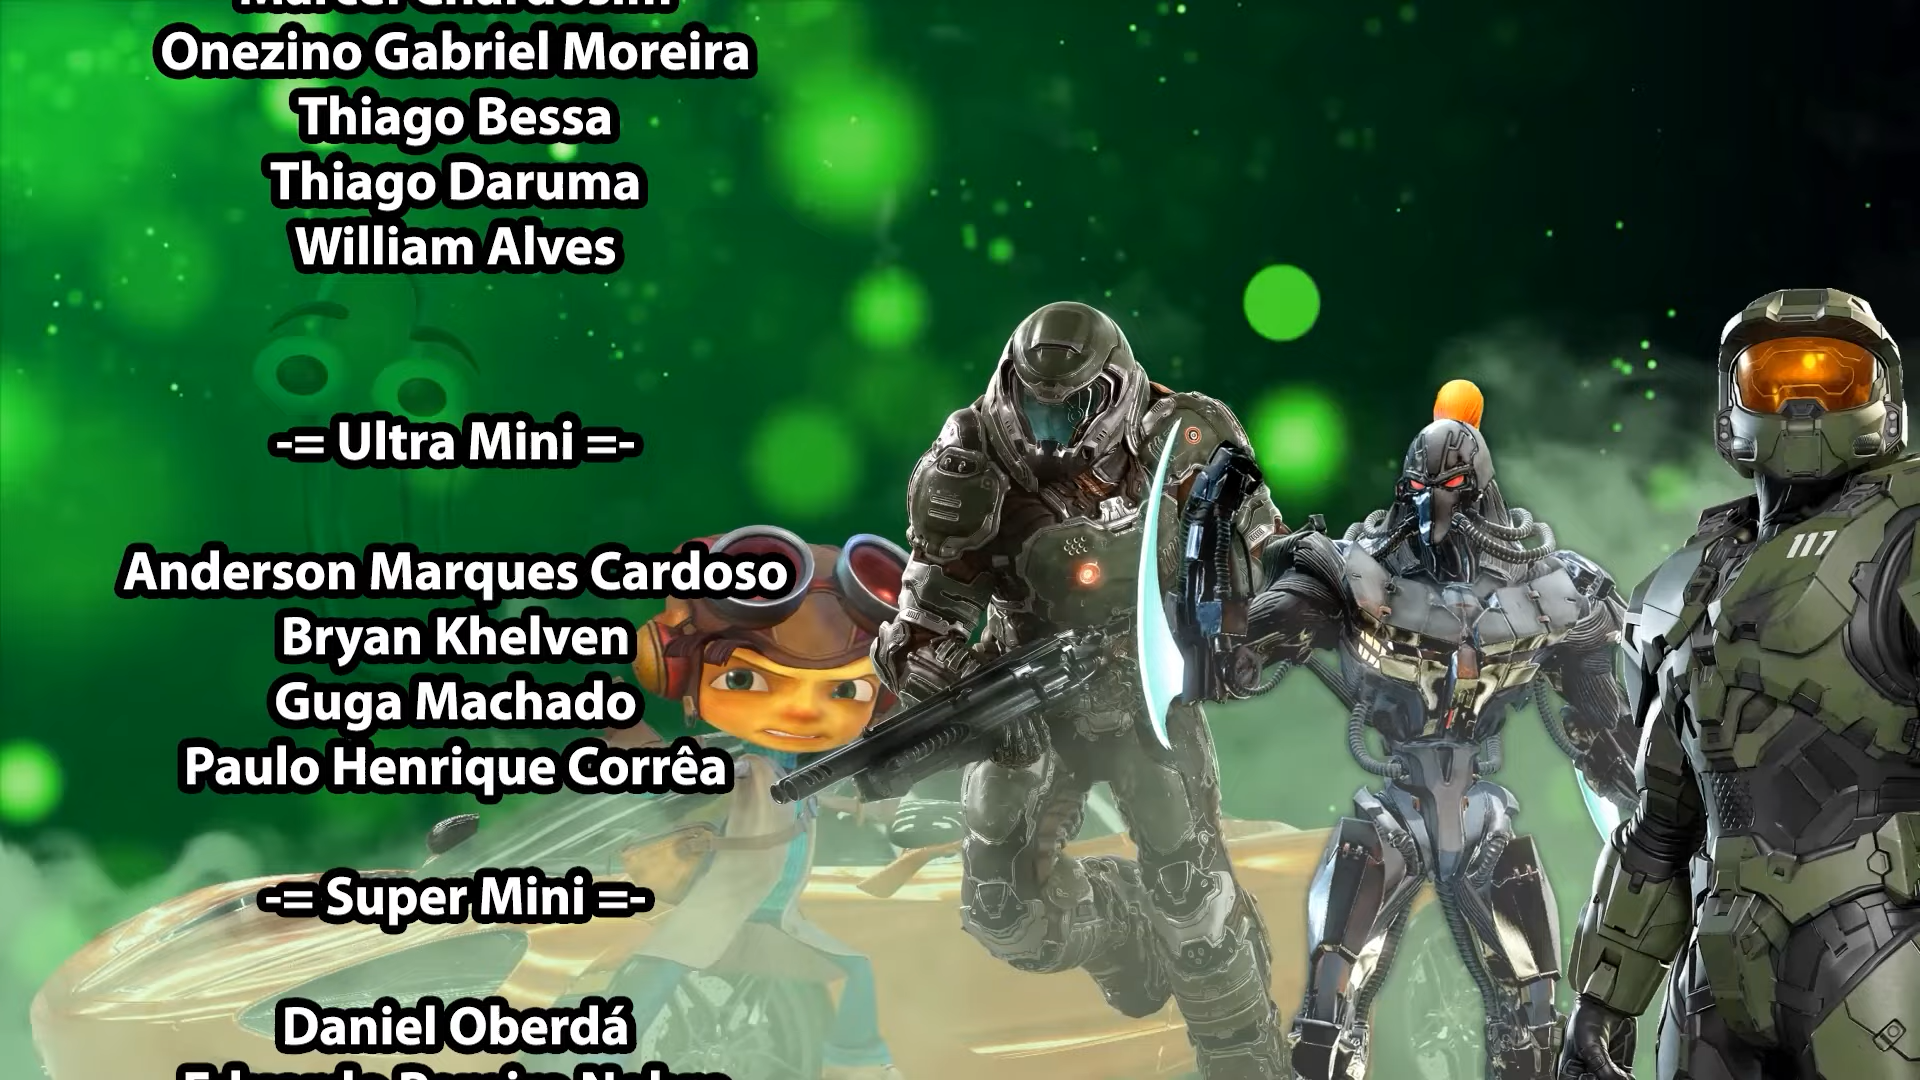 Onezino Gabriel Moreira
Thiago Bessa
Thiago Daruma
William Alves
-= Ultra Mini =-
Anderson Marques Cardoso
Bryan Khelven
Guga Machado
Paulo Henrique Corrêa
-= Super Mini =-
Daniel Oberdá
117